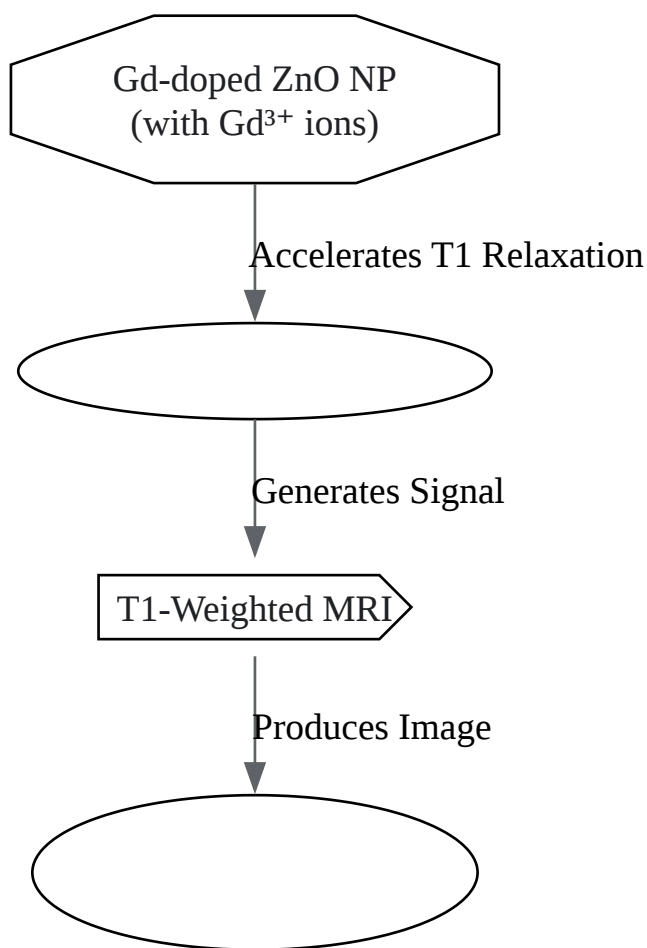 Gd-doped ZnO NP
(with Gd³⁺ ions)
Accelerates T1 Relaxation
Generates Signal
T1-Weighted MRI
Produces Image